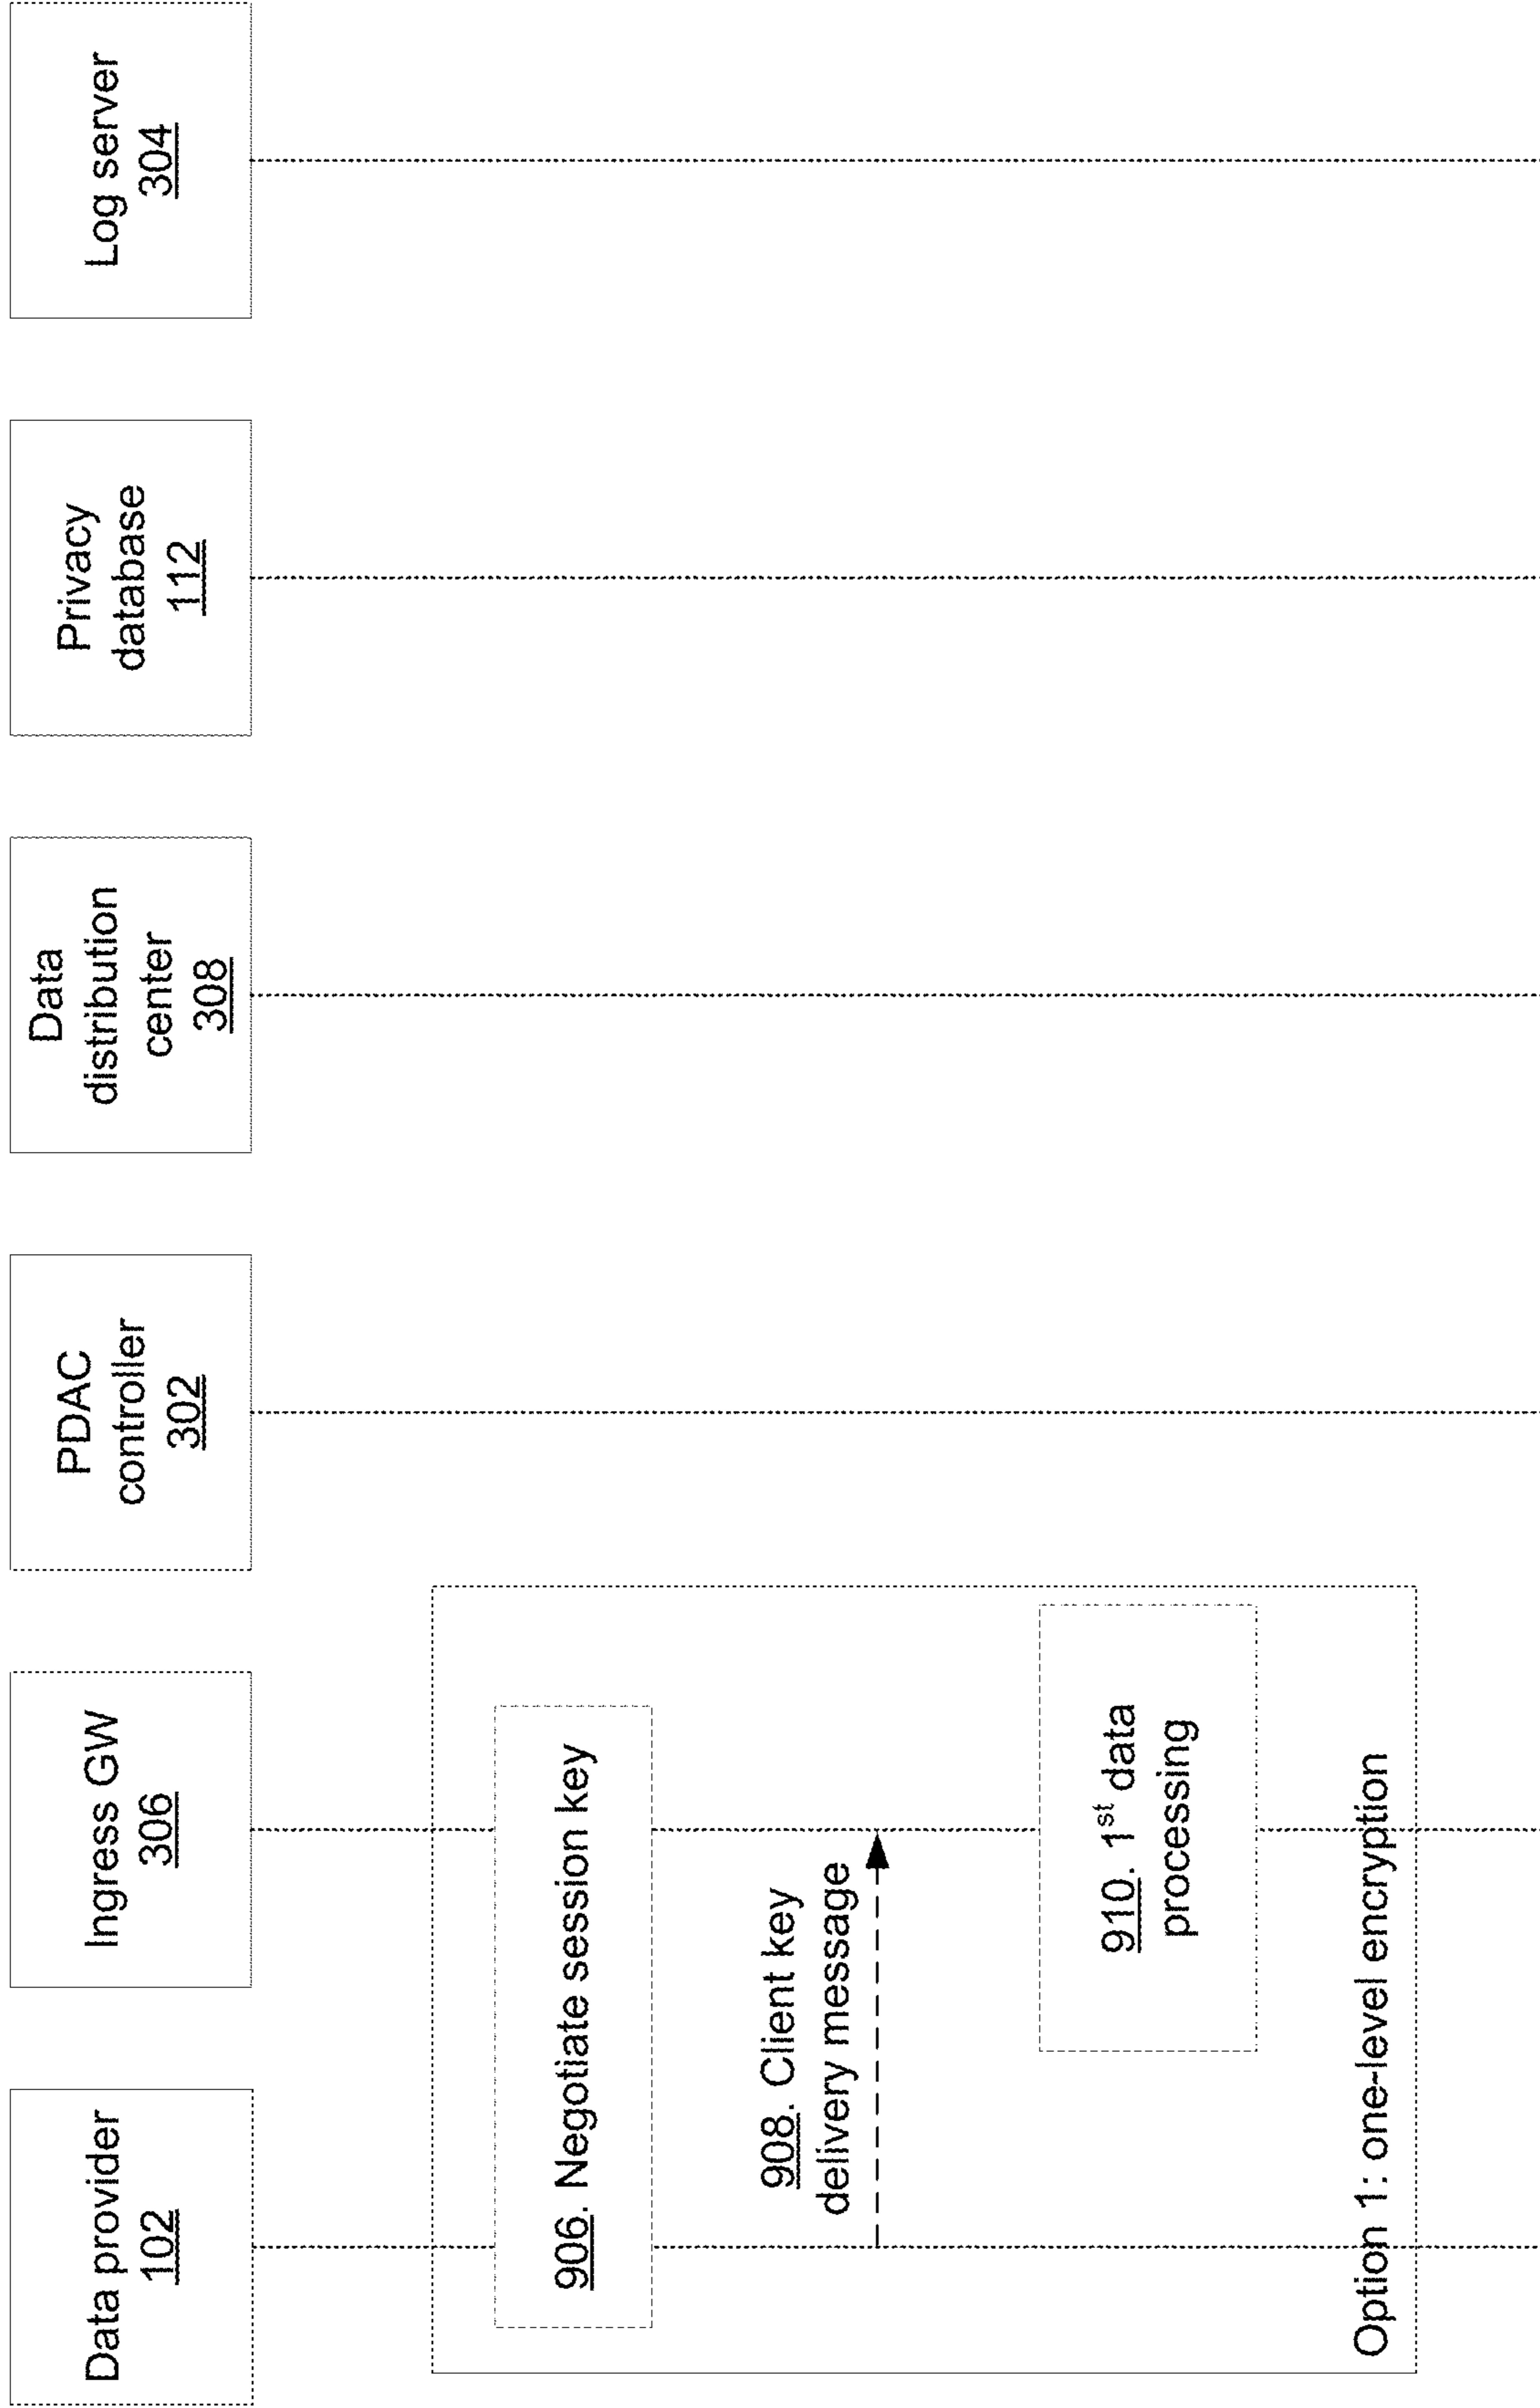 Data provider
102
Ingress GW
306
PDAC
controller
302
Data
distribution
center
308
Privacy
database
112
Log server
304
906. Negotiate session key
908. Client key
delivery message
910. 1st data
processing
Option 1: one-level encryption